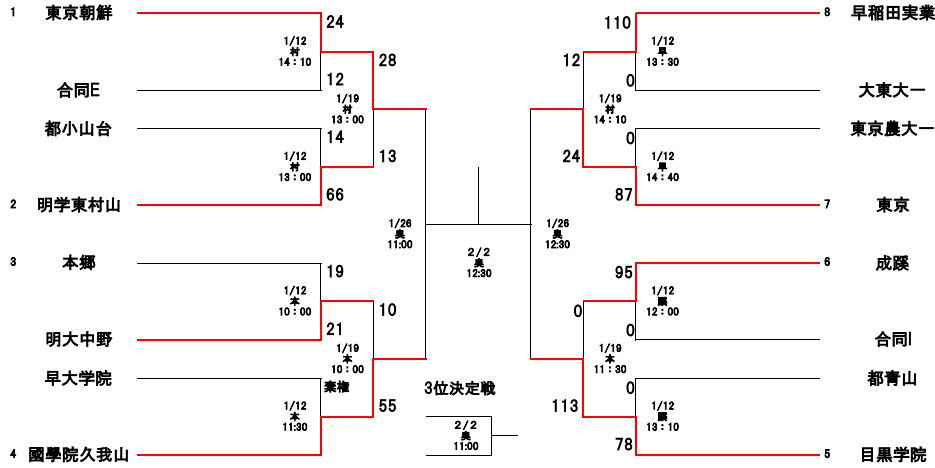 1 東京朝鮮
24
1/12
村
14：10
12
合同E
28
1/19
村
13：00
都小山台
14
1/12
村
13：00
13
66
2 明学東村山
1/26
奥
11:00
3 本郷
19
1/12
本
10：00
10
21
明大中野
1/19
本
10：00
早大学院
棄権
1/12
本
11:30
55
4 國學院久我山
2/2
奥
12:30
3位決定戦
2/2
奥
11:00
8 早稲田実業
110
1/12
早
13：30
12
0
大東大一
1/19
村
14：10
東京農大一
0
1/12
早
14：40
24
87
7 東京
1/26
奥
12:30
6 成蹊
95
1/12
蹊
12：00
0
0
合同I
1/19
本
11：30
都青山
0
1/12
蹊
13：10
113
78
5 目黒学院